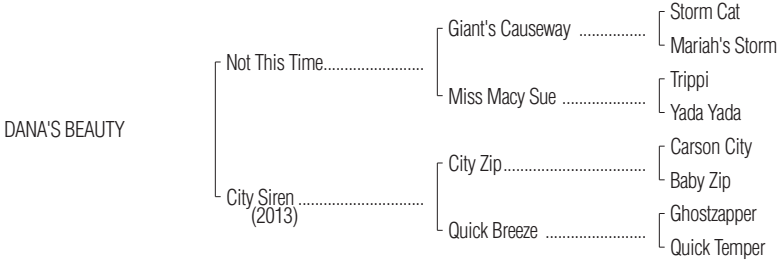 Storm Cat
Giant's Causeway ................
Mariah's Storm
Not This Time.......................
Trippi
Miss Macy Sue ....................
Yada Yada
DANA'S BEAUTY
Carson City
City Zip..................................
Baby Zip
City Siren ............................
(2013)
Ghostzapper
Quick Breeze ........................
Quick Temper